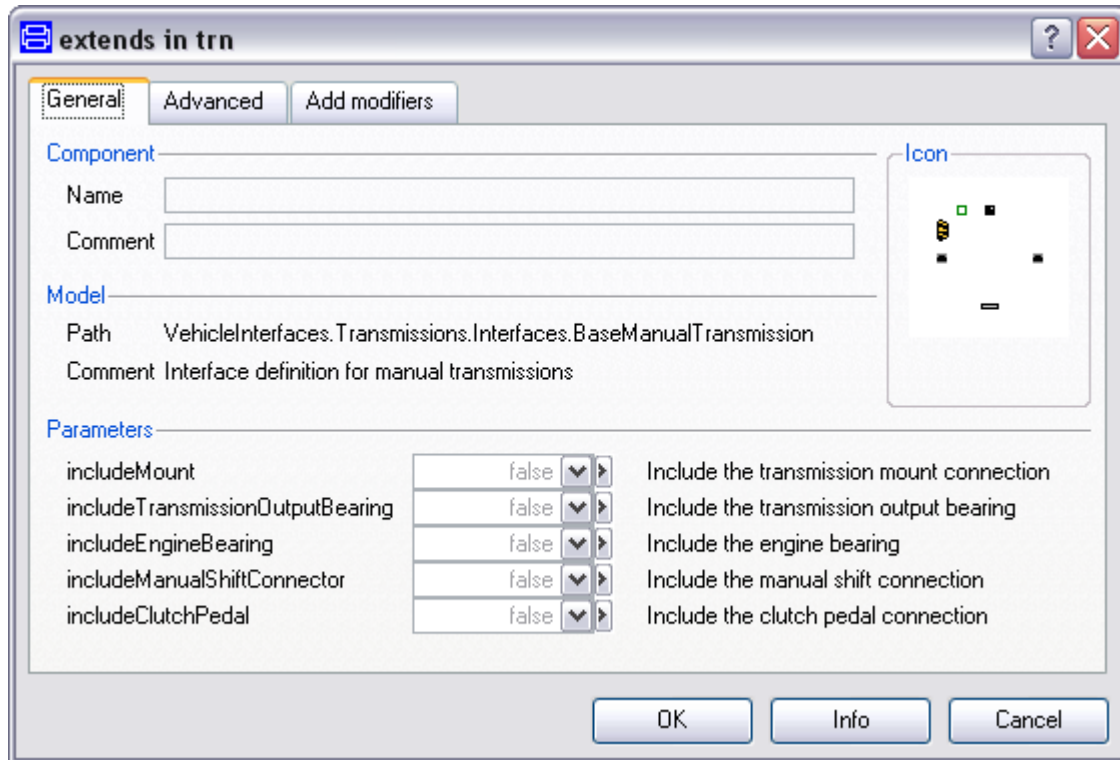 extends in trn
General Advanced Add modifiers
Component Icon
Name
Comment
Model
Path VehicleInterfaces.Transmissions.Interfaces.BaseManualTransmission
Comment Interface definition for manual transmissions
Parameters
includeMount false Include the transmission mount connection
includeTransmissionOutputBearing false Include the transmission output bearing
includeEngineBearing false Include the engine bearing
includeManualShiftConnector false Include the manual shift connection
includeClutchPedal false Include the clutch pedal connection
OK Info Cancel